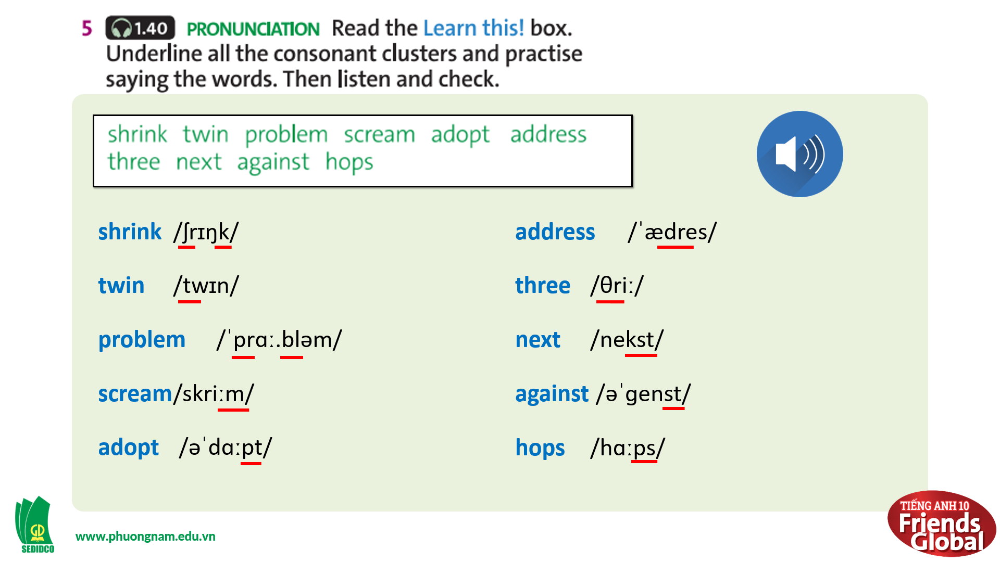 5 1.40 PRONUNCIATION Read the Learn this! box.
Underline all the consonant clusters and practise
saying the words. Then listen and check.
shrink twin problem scream adopt address
three next against hops
shrink /ʃrɪŋk/
twin /twɪn/
problem /ˈprɑː.bləm/
scream /skriːm/
adopt /əˈdɑːpt/
address /ˈædres/
three /θriː/
next /nekst/
against /əˈɡenst/
hops /hɑːps/
GD
SEDIDCO
www.phuongnam.edu.vn
TIẾNG ANH 10
Friends
Global